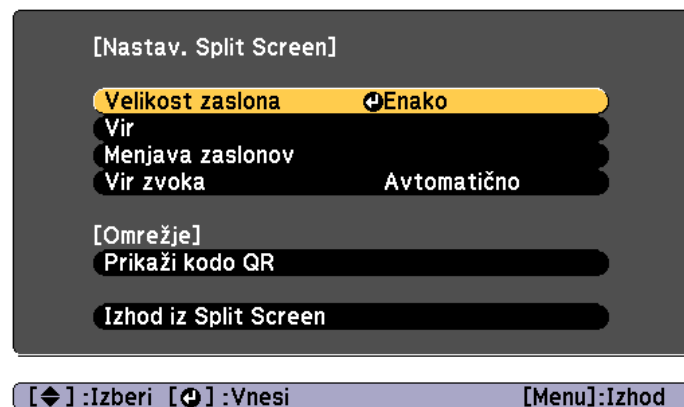 [Nastav. Split Screen]
Velikost zaslona Enako
Vir
Menjava zaslonov
Vir zvoka Avtomatično
[Omrežje]
Prikaži kodo QR
Izhod iz Split Screen
[◆] :Izberi [⏎] :Vnesi [Menu]:Izhod